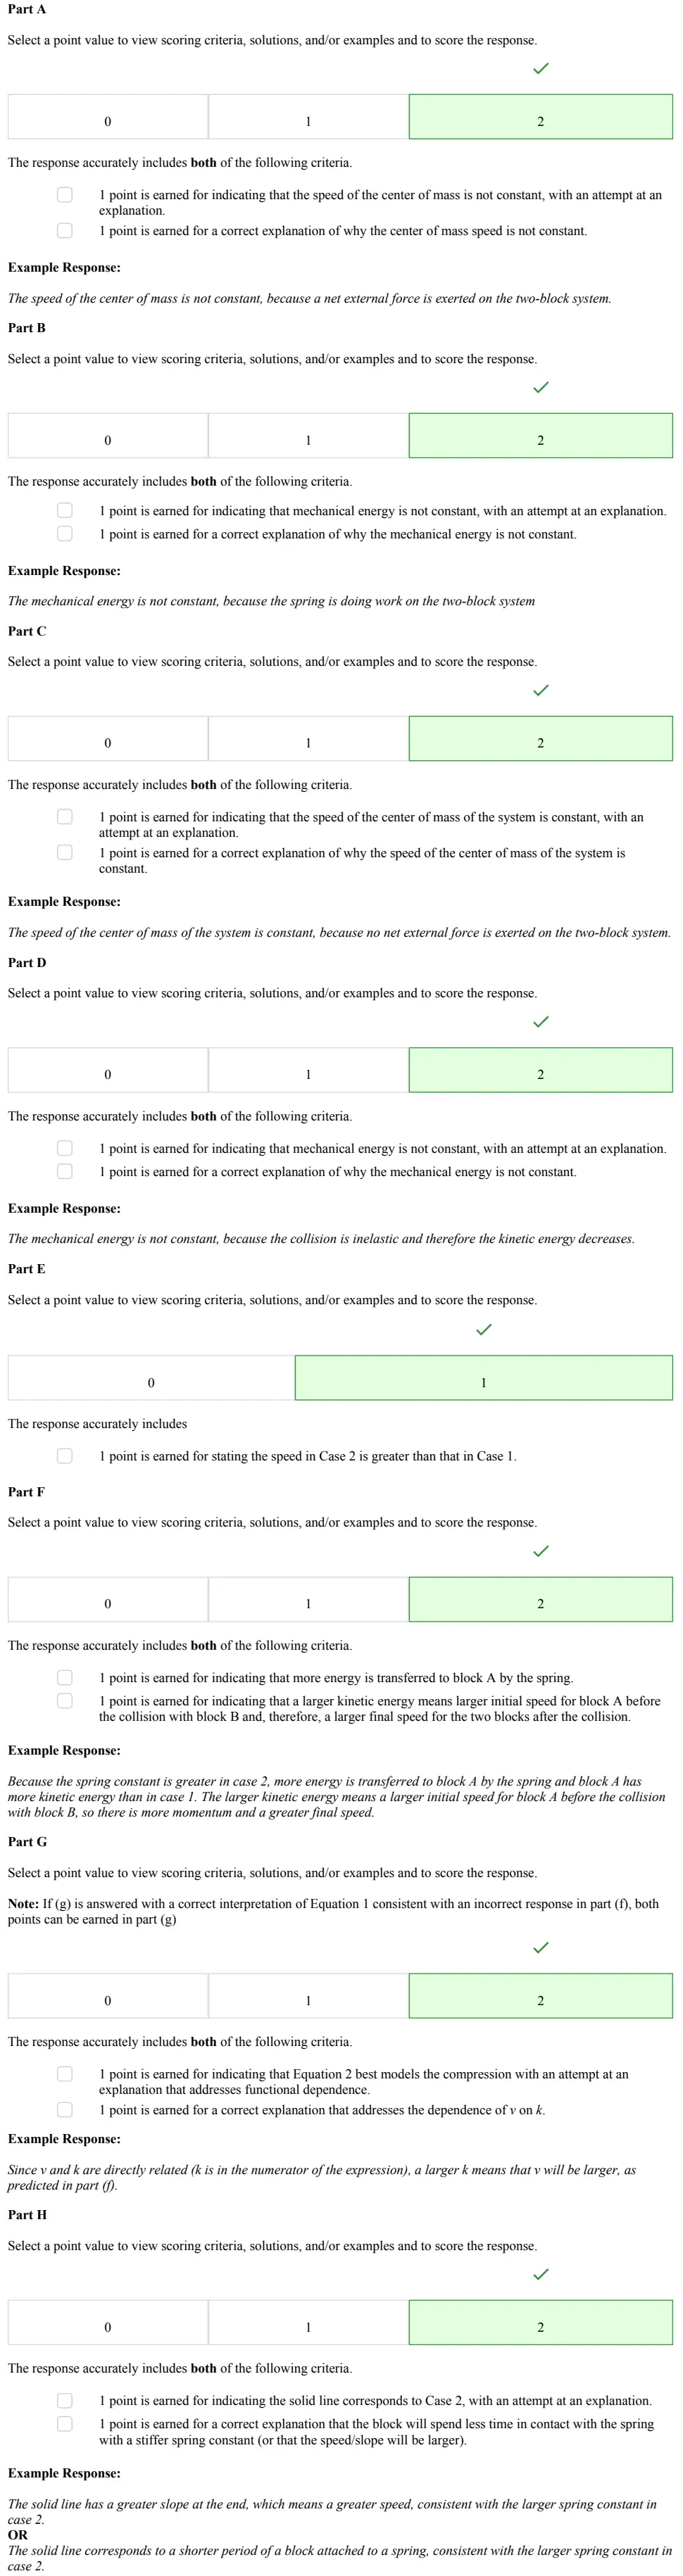 Part A
Select a point value to view scoring criteria, solutions, and/or examples and to score the response.
0 1 2
The response accurately includes both of the following criteria.
1 point is earned for indicating that the speed of the center of mass is not constant, with an attempt at an
explanation.
1 point is earned for a correct explanation of why the center of mass speed is not constant.
Example Response:
The speed of the center of mass is not constant, because a net external force is exerted on the two-block system.
Part B
Select a point value to view scoring criteria, solutions, and/or examples and to score the response.
0 1 2
The response accurately includes both of the following criteria.
1 point is earned for indicating that mechanical energy is not constant, with an attempt at an explanation.
1 point is earned for a correct explanation of why the mechanical energy is not constant.
Example Response:
The mechanical energy is not constant, because the spring is doing work on the two-block system
Part C
Select a point value to view scoring criteria, solutions, and/or examples and to score the response.
0 1 2
The response accurately includes both of the following criteria.
1 point is earned for indicating that the speed of the center of mass of the system is constant, with an
attempt at an explanation.
1 point is earned for a correct explanation of why the speed of the center of mass of the system is
constant.
Example Response:
The speed of the center of mass of the system is constant, because no net external force is exerted on the two-block system.
Part D
Select a point value to view scoring criteria, solutions, and/or examples and to score the response.
0 1 2
The response accurately includes both of the following criteria.
1 point is earned for indicating that mechanical energy is not constant, with an attempt at an explanation.
1 point is earned for a correct explanation of why the mechanical energy is not constant.
Example Response:
The mechanical energy is not constant, because the collision is inelastic and therefore the kinetic energy decreases.
Part E
Select a point value to view scoring criteria, solutions, and/or examples and to score the response.
0 1
The response accurately includes
1 point is earned for stating the speed in Case 2 is greater than that in Case 1.
Part F
Select a point value to view scoring criteria, solutions, and/or examples and to score the response.
0 1 2
The response accurately includes both of the following criteria.
1 point is earned for indicating that more energy is transferred to block A by the spring.
1 point is earned for indicating that a larger kinetic energy means larger initial speed for block A before
the collision with block B and, therefore, a larger final speed for the two blocks after the collision.
Example Response:
Because the spring constant is greater in case 2, more energy is transferred to block A by the spring and block A has
more kinetic energy than in case 1. The larger kinetic energy means a larger initial speed for block A before the collision
with block B, so there is more momentum and a greater final speed.
Part G
Select a point value to view scoring criteria, solutions, and/or examples and to score the response.
Note: If (g) is answered with a correct interpretation of Equation 1 consistent with an incorrect response in part (f), both
points can be earned in part (g)
0 1 2
The response accurately includes both of the following criteria.
1 point is earned for indicating that Equation 2 best models the compression with an attempt at an
explanation that addresses functional dependence.
1 point is earned for a correct explanation that addresses the dependence of v on k.
Example Response:
Since v and k are directly related (k is in the numerator of the expression), a larger k means that v will be larger, as
predicted in part (f).
Part H
Select a point value to view scoring criteria, solutions, and/or examples and to score the response.
0 1 2
The response accurately includes both of the following criteria.
1 point is earned for indicating the solid line corresponds to Case 2, with an attempt at an explanation.
1 point is earned for a correct explanation that the block will spend less time in contact with the spring
with a stiffer spring constant (or that the speed/slope will be larger).
Example Response:
The solid line has a greater slope at the end, which means a greater speed, consistent with the larger spring constant in
case 2.
OR
The solid line corresponds to a shorter period of a block attached to a spring, consistent with the larger spring constant in
case 2.